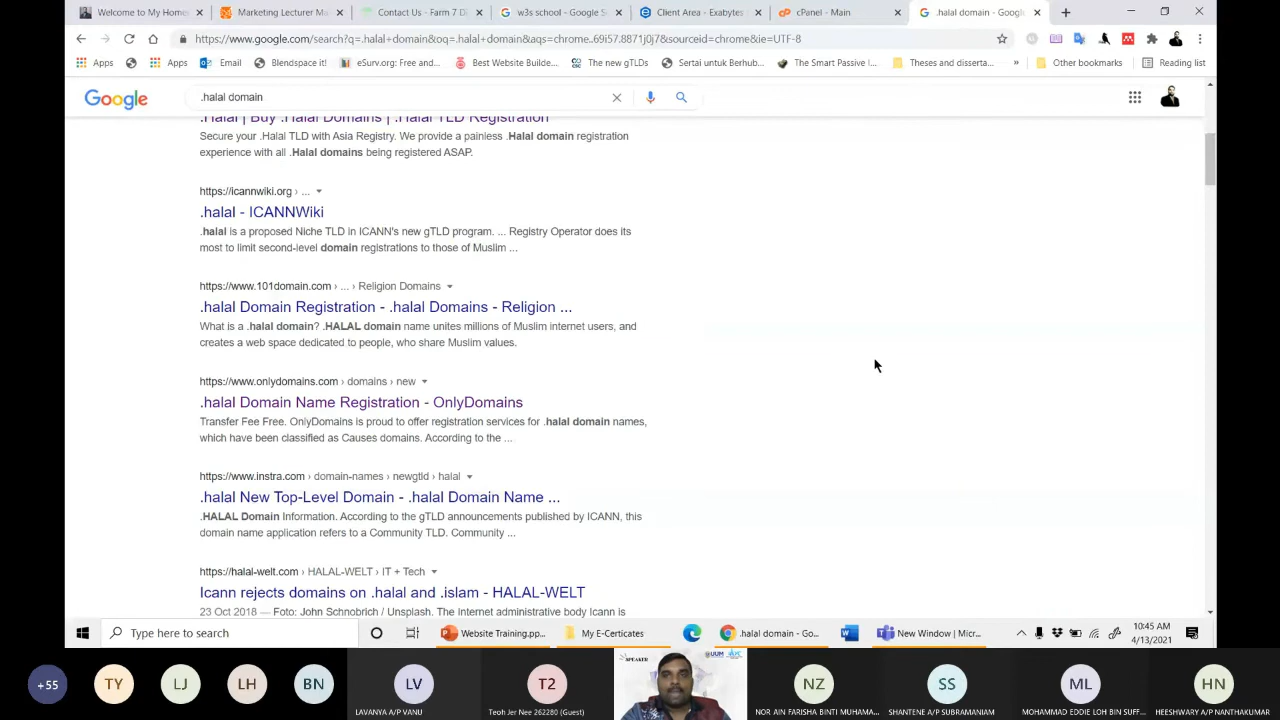 Welcome to My Home
Marketing Lecturer Mo
Contact Us - Farm 7 Di
w3s school - Google S
Client Area - Exabytes
cPanel - Main
.halal domain - Googl
https://www.google.com/search?q=.halal+domain&oq=.halal+domain&aqs=chrome..69i57.8871j0j7&sourceid=chrome&ie=UTF-8
Apps
Apps
Email
Blendspace it!
eSurv.org: Free and...
Best Website Builde...
The new gTLDs
Sertai untuk Berhub...
The Smart Passive I...
Theses and disserta...
»
Other bookmarks
Reading list
Google
.halal domain
.Halal | Buy .Halal Domains | .Halal TLD Registration
Secure your .Halal TLD with Asia Registry. We provide a painless .Halal domain registration
experience with all .Halal domains being registered ASAP.
https://icannwiki.org › ...
.halal - ICANNWiki
.halal is a proposed Niche TLD in ICANN's new gTLD program. ... Registry Operator does its
most to limit second-level domain registrations to those of Muslim ...
https://www.101domain.com › ... › Religion Domains
.halal Domain Registration - .halal Domains - Religion ...
What is a .halal domain? .HALAL domain name unites millions of Muslim internet users, and
creates a web space dedicated to people, who share Muslim values.
https://www.onlydomains.com › domains › new
.halal Domain Name Registration - OnlyDomains
Transfer Fee Free. OnlyDomains is proud to offer registration services for .halal domain names,
which have been classified as Causes domains. According to the ...
https://www.instra.com › domain-names › newgtld › halal
.halal New Top-Level Domain - .halal Domain Name ...
.HALAL Domain Information. According to the gTLD announcements published by ICANN, this
domain name application refers to a Community TLD. Community ...
https://halal-welt.com › HALAL-WELT › IT + Tech
Icann rejects domains on .halal and .islam - HALAL-WELT
23 Oct 2018 — Foto: John Schnobrich / Unsplash. The internet administrative body Icann is
Type here to search
Website Training.pp...
My E-Certicates
.halal domain - Go...
New Window | Micr...
10:45 AM
4/13/2021
+55
TY
LJ
LH
BN
LV
LAVANYA A/P VANU
T2
Teoh Jer Nee 262280 (Guest)
SPEAKER
UUM
NZ
NOR AIN FARISHA BINTI MUHAMA...
SS
SHANTENE A/P SUBRAMANIAM
ML
MOHAMMAD EDDIE LOH BIN SUFF...
HN
HEESHWARY A/P NANTHAKUMAR